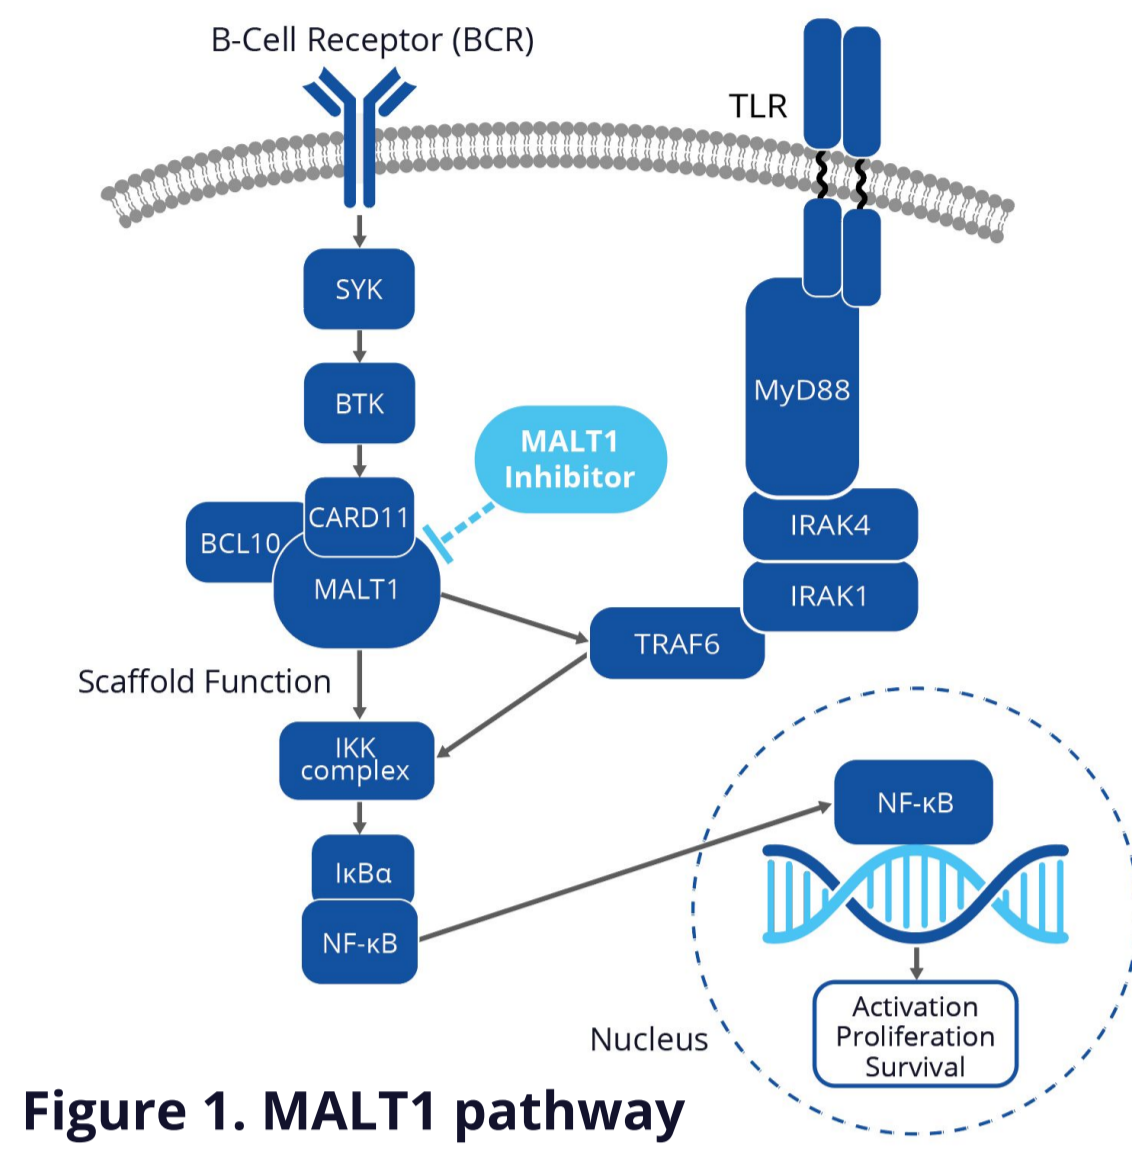 B-Cell Receptor (BCR)
TLR
SYK
BTK
MyD88
MALT1
Inhibitor
CARD11
BCL10
MALT1
IRAK4
IRAK1
TRAF6
Scaffold Function
IKK
complex
IκBα
NF-κB
NF-κB
Activation
Proliferation
Survival
Nucleus
Figure 1. MALT1 pathway